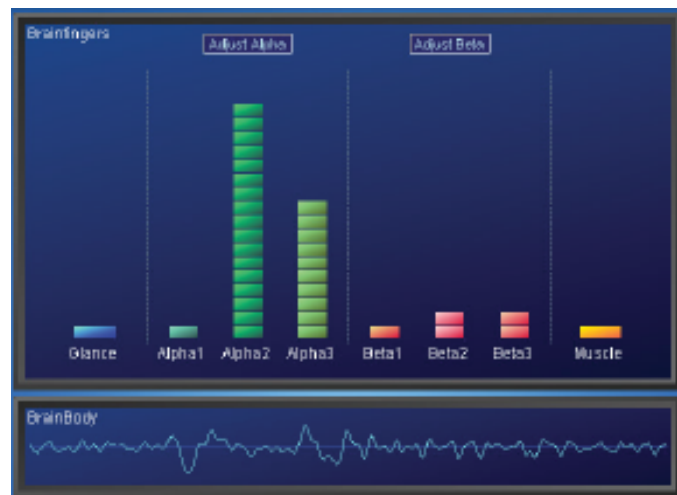 Brainfingers
Adjust Alpha
Adjust Beta
Glance
Alpha1
Alpha2
Alpha3
Beta1
Beta2
Beta3
Muscle
BrainBody